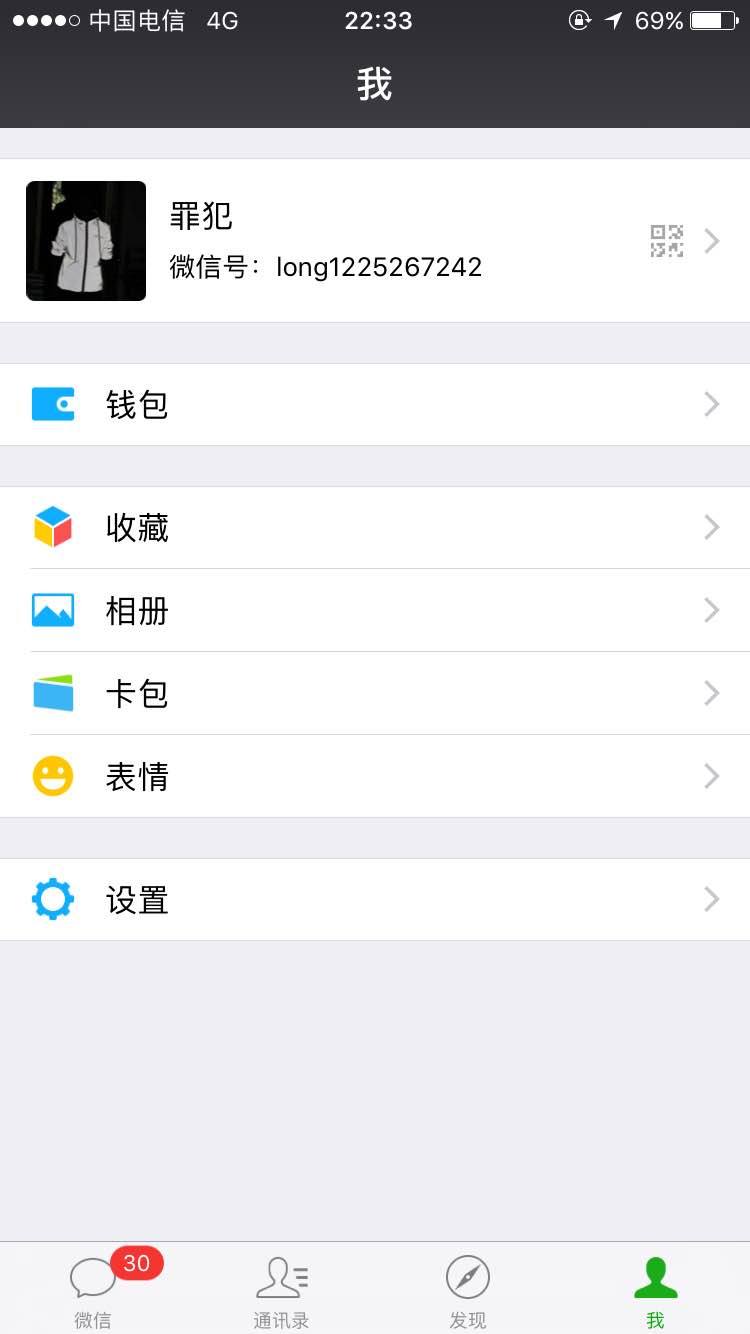 中国电信 4G 22:33 69%
我
罪犯
微信号：long1225267242
钱包
收藏
相册
卡包
表情
设置
30
微信 通讯录 发现 我